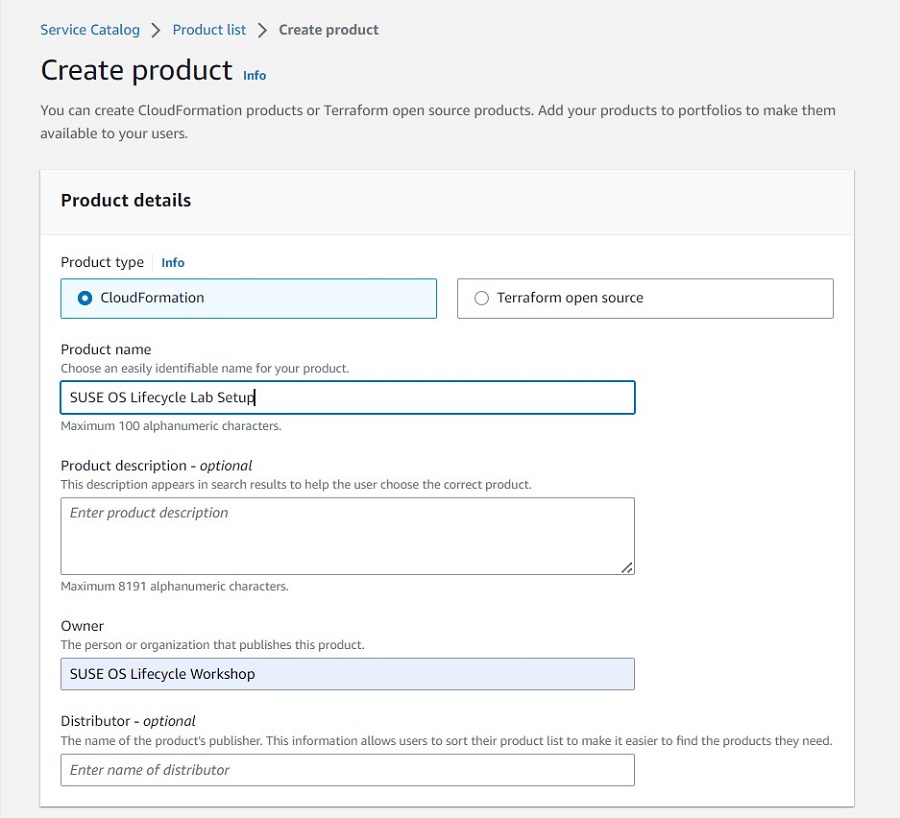 Service Catalog > Product list > Create product
Create product Info
You can create CloudFormation products or Terraform open source products. Add your products to portfolios to make them
available to your users.
Product details
Product type Info
CloudFormation
Terraform open source
Product name
Choose an easily identifiable name for your product.
SUSE OS Lifecycle Lab Setup
Maximum 100 alphanumeric characters.
Product description - optional
This description appears in search results to help the user choose the correct product.
Enter product description
Maximum 8191 alphanumeric characters.
Owner
The person or organization that publishes this product.
SUSE OS Lifecycle Workshop
Distributor - optional
The name of the product's publisher. This information allows users to sort their product list to make it easier to find the products they need.
Enter name of distributor